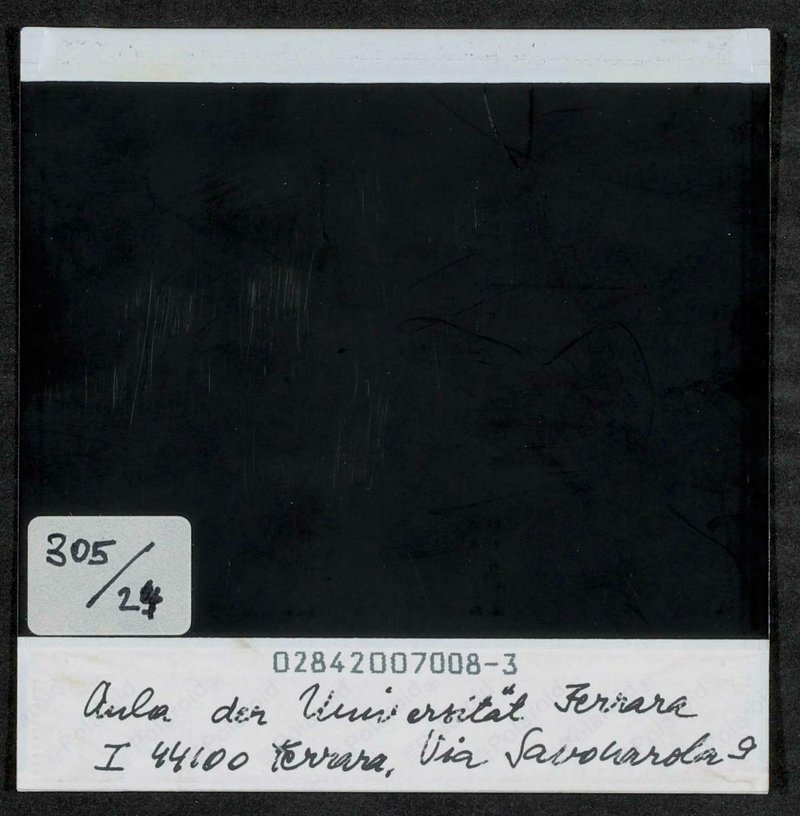 305/24
02842007008-3
Aula der Universität Ferrara
I 44100 Ferrara, Via Savonarola 9